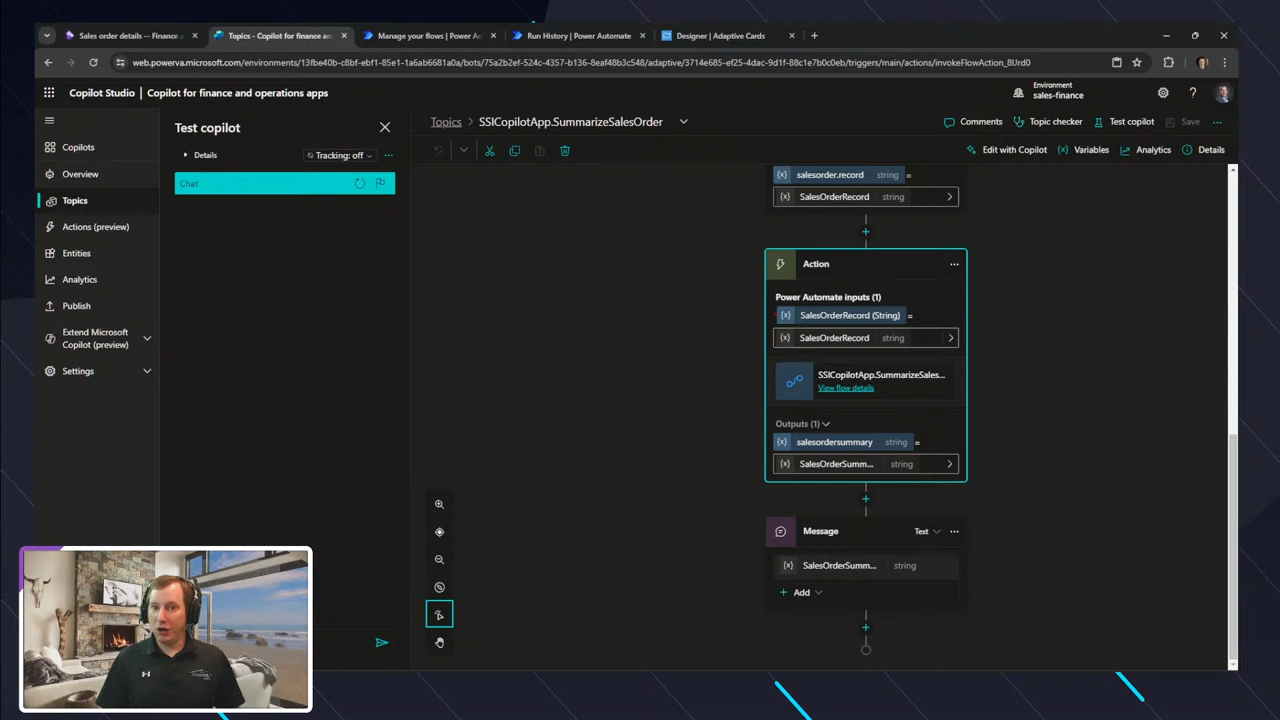 Sales order details -- Finance a
Topics - Copilot for finance an
Manage your flows | Power A
Run History | Power Automate
Designer | Adaptive Cards
web.powerva.microsoft.com/environments/13fbe40b-c8bf-ebf1-85e1-1a6ab6681a0a/bots/75a2b2ef-524c-4357-b136-8eaf48b3c548/adaptive/3714e685-ef25-4dac-9d1f-88c1e7b0c0eb/triggers/main/actions/invokeFlowAction_8Urd0
Copilot Studio | Copilot for finance and operations apps
Environment
sales-finance
Test copilot
Topics > SSICopilotApp.SummarizeSalesOrder
Comments
Topic checker
Test copilot
Save
Details
Tracking: off
Edit with Copilot
Variables
Analytics
Details
Chat
Copilots
Overview
Topics
Actions (preview)
Entities
Analytics
Publish
Extend Microsoft
Copilot (preview)
Settings
{x} salesorder.record string =
{x} SalesOrderRecord string
Action
Power Automate inputs (1)
{x} SalesOrderRecord (String) =
{x} SalesOrderRecord string
SSICopilotApp.SummarizeSales...
View flow details
Outputs (1)
{x} salesordersummary string =
{x} SalesOrderSumm... string
Message
Text
{x} SalesOrderSumm... string
Add